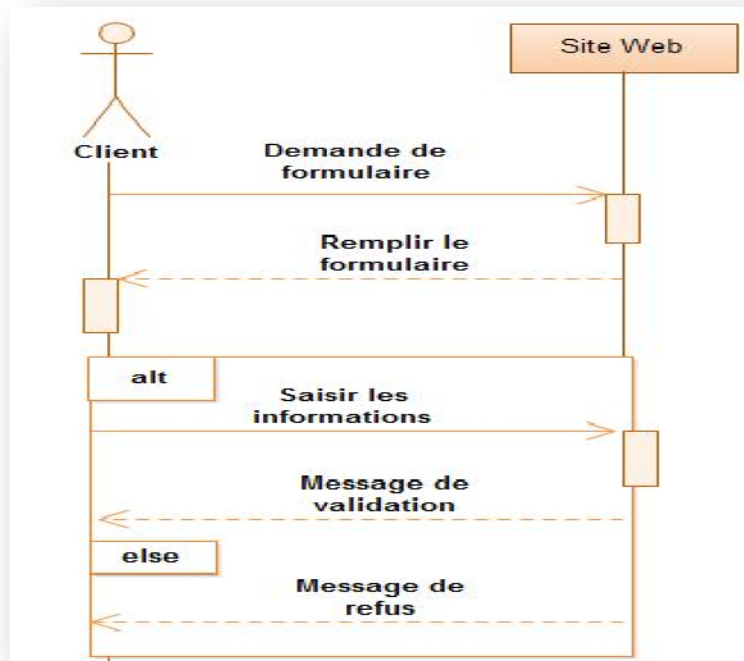 Site Web
Client
Demande de
formulaire
Remplir le
formulaire
alt
Saisir les
informations
Message de
validation
else
Message de
refus